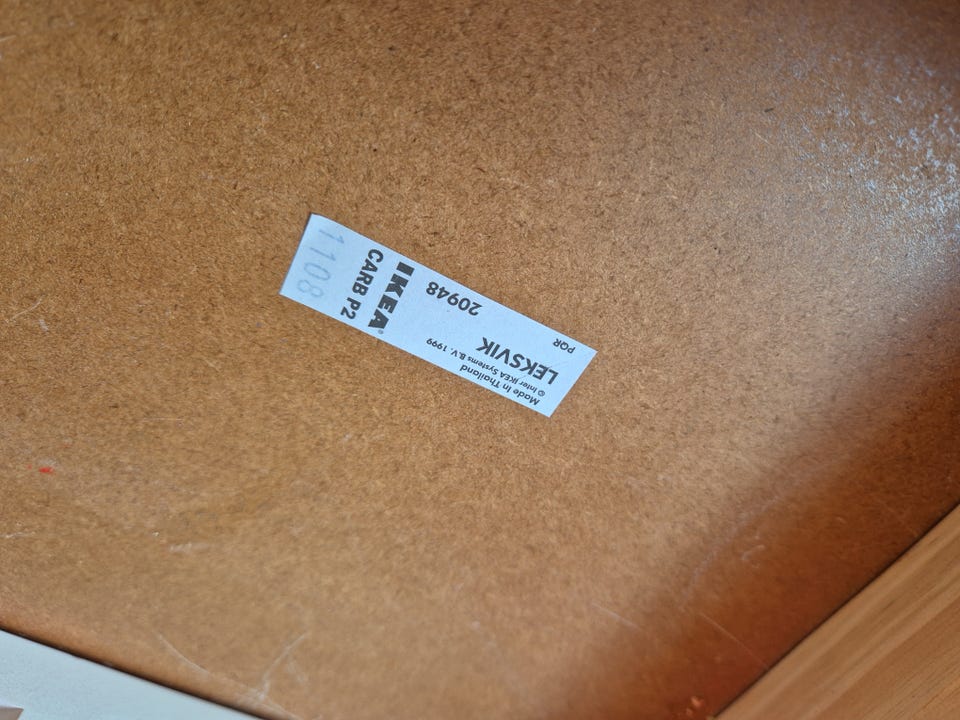 PQR
LEKSVIK
© Inter IKEA Systems B.V. 1999
Made in Thailand
20948
IKEA®
CARB P2
1108